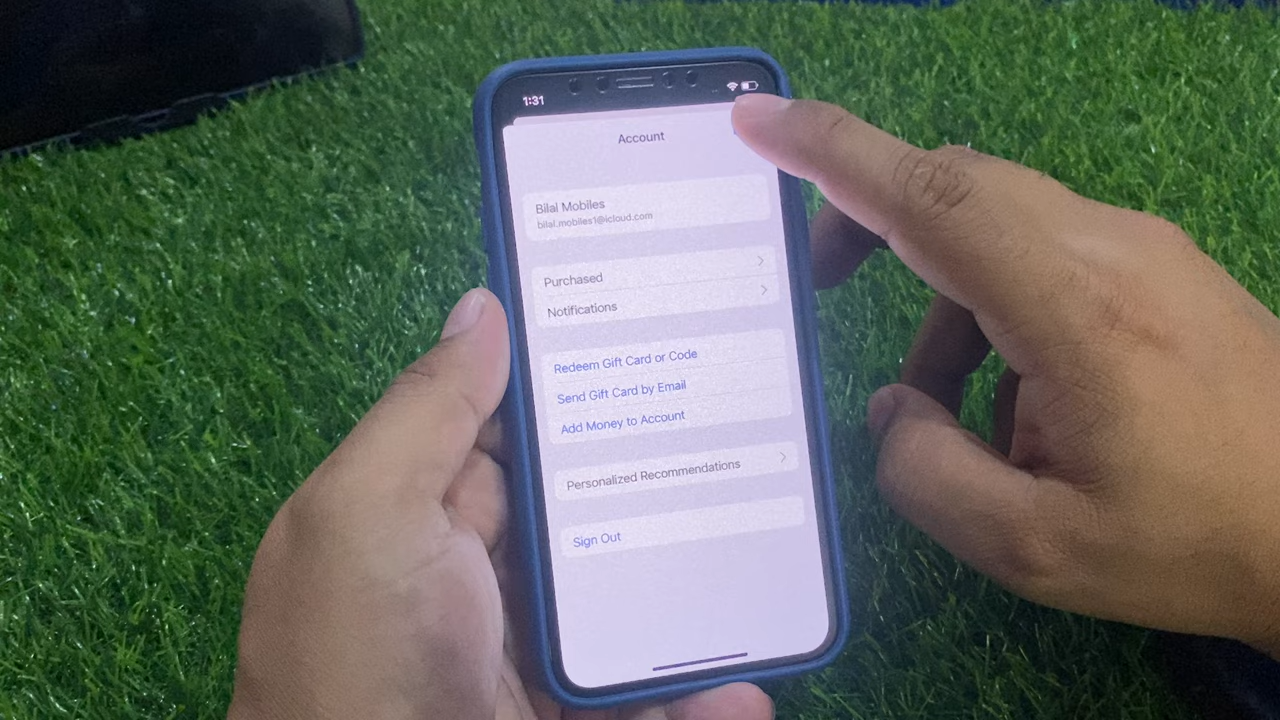 1:31
Account
Bilal Mobiles
bilal.mobiles1@icloud.com
Purchased
Notifications
Redeem Gift Card or Code
Send Gift Card by Email
Add Money to Account
Personalized Recommendations
Sign Out